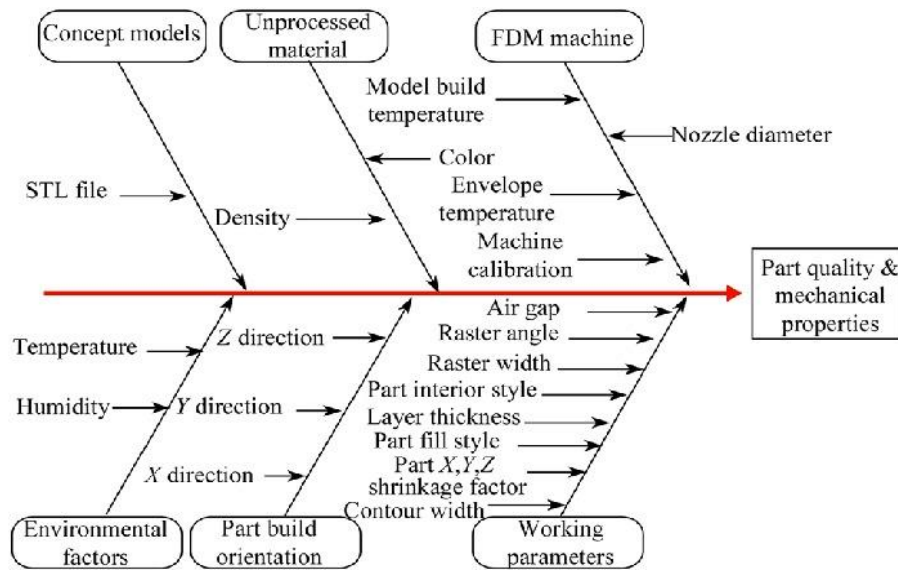 Concept models
Unprocessed
material
FDM machine
Model build
temperature
Nozzle diameter
Color
STL file
Envelope
temperature
Density
Machine
calibration
Part quality &
mechanical
properties
Air gap
Z direction
Raster angle
Temperature
Raster width
Part interior style
Humidity
Y direction
Layer thickness
Part fill style
X direction
Part X,Y,Z
shrinkage factor
Contour width
Environmental
factors
Part build
orientation
Working
parameters